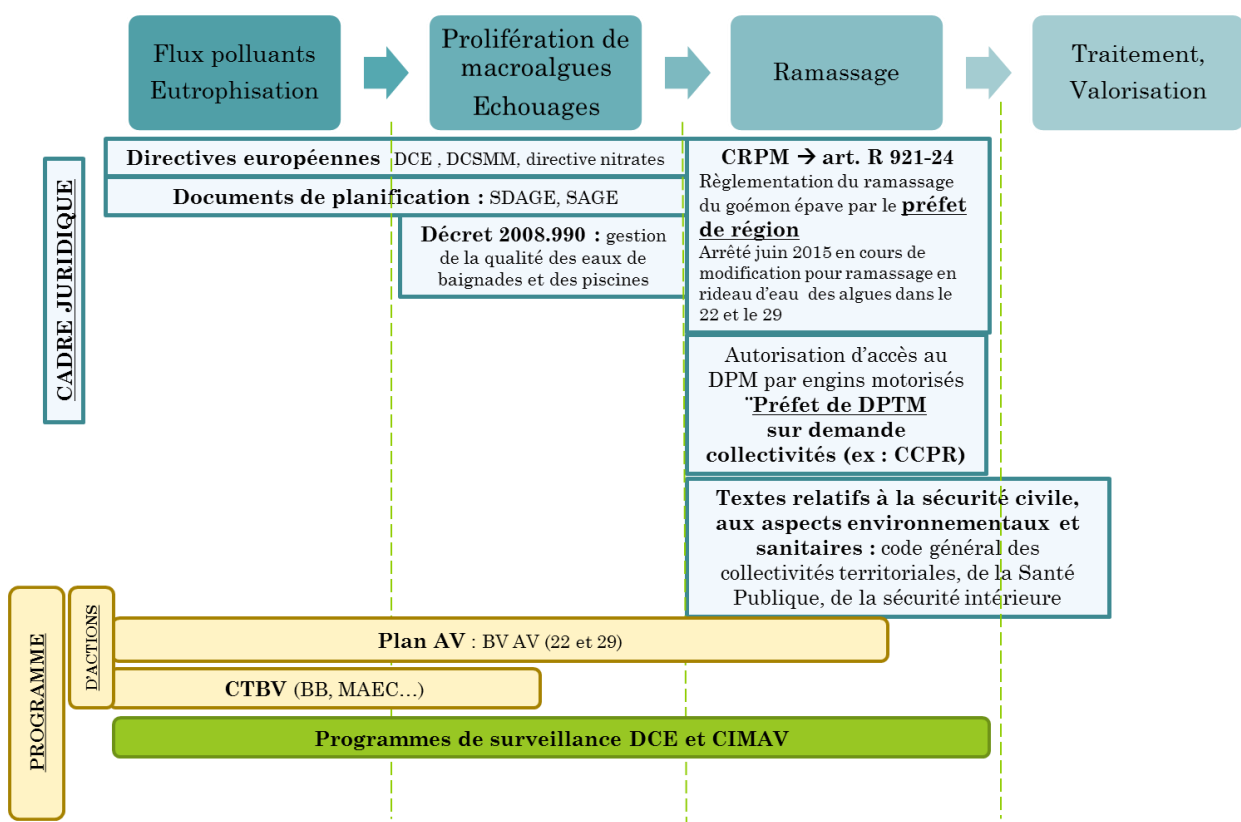 Flux polluants
Eutrophisation
Prolifération de
macroalgues
Echouages
Ramassage
Traitement,
Valorisation
CADRE JURIDIQUE
Directives européennes DCE , DCSMM, directive nitrates
Documents de planification : SDAGE, SAGE
Décret 2008.990 : gestion
de la qualité des eaux de
baignades et des piscines
CRPM → art. R 921-24
Règlementation du ramassage
du goémon épave par le préfet
de région
Arrêté juin 2015 en cours de
modification pour ramassage en
rideau d'eau des algues dans le
22 et le 29
Autorisation d'accès au
DPM par engins motorisés
¨Préfet de DPTM
sur demande
collectivités (ex : CCPR)
Textes relatifs à la sécurité civile,
aux aspects environnementaux et
sanitaires : code général des
collectivités territoriales, de la Santé
Publique, de la sécurité intérieure
PROGRAMME
D'ACTIONS
Plan AV : BV AV (22 et 29)
CTBV (BB, MAEC…)
Programmes de surveillance DCE et CIMAV